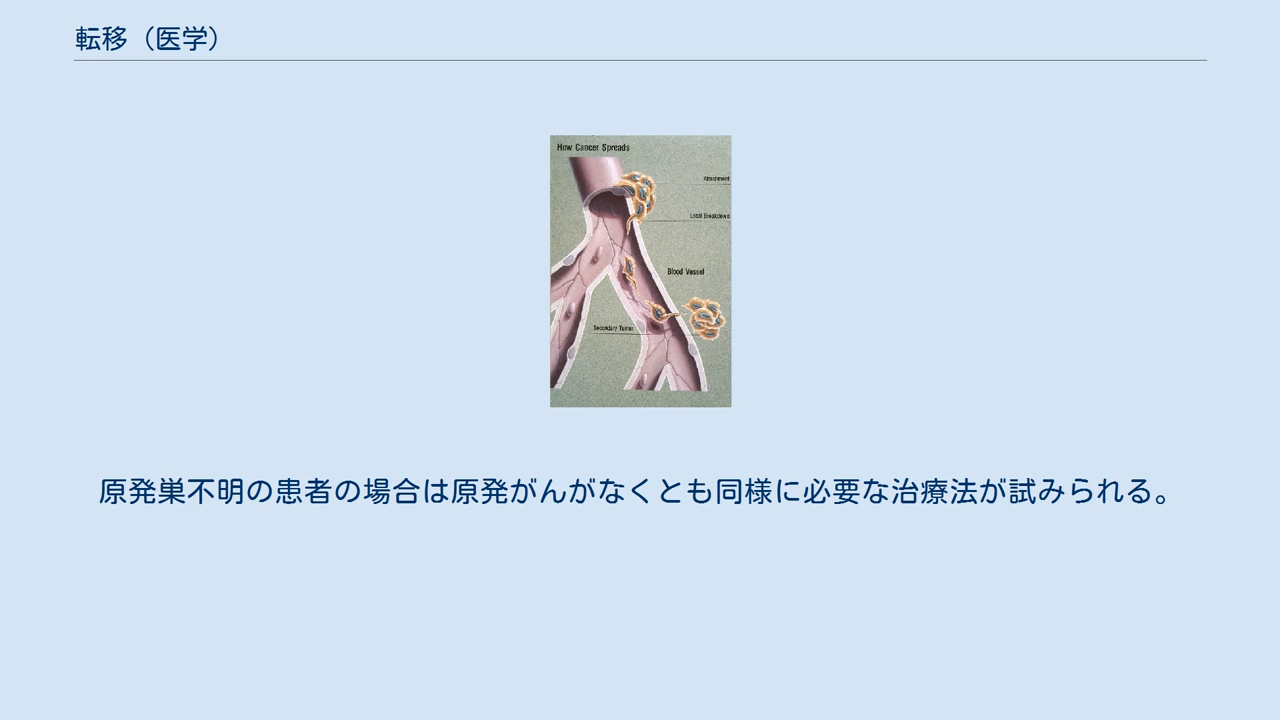 転移（医学）
How Cancer Spreads
Attachment
Local Breakdown
Blood Vessel
Secondary Tumor
原発巣不明の患者の場合は原発がんがなくとも同様に必要な治療法が試みられる。